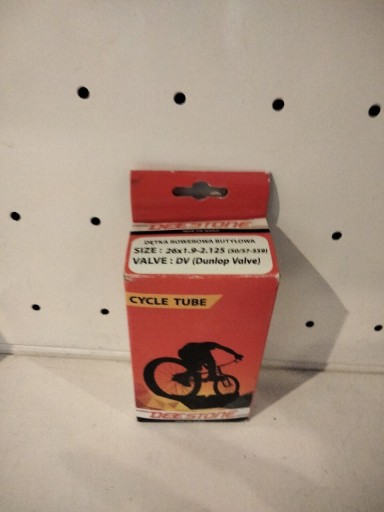 DEESTONE
DĘTKA ROWEROWA BUTYLOWA
SIZE : 26x1.9-2.125 (50/57-559)
VALVE : DV (Dunlop Valve)
CYCLE TUBE
DEESTONE